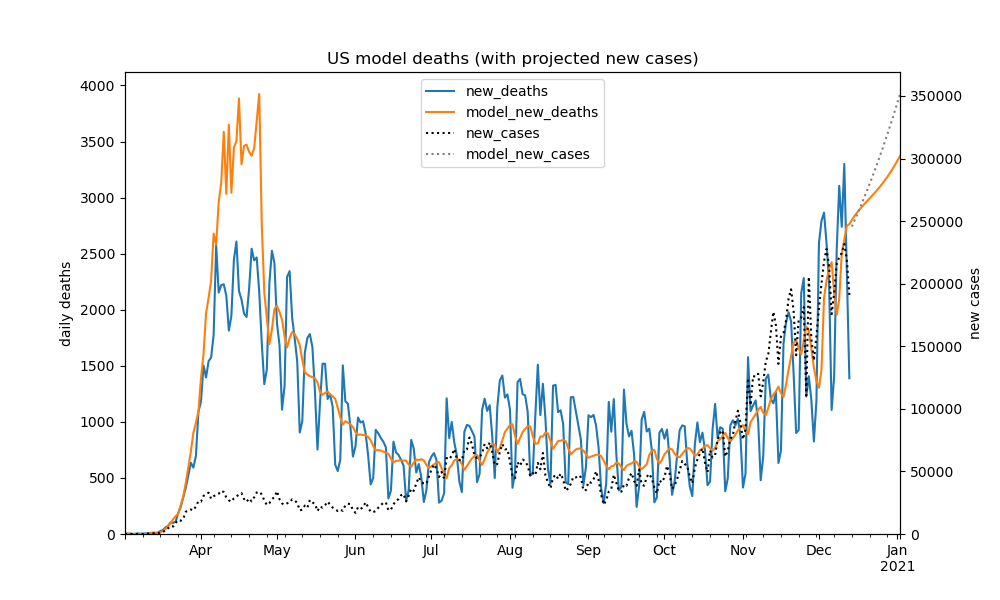 US model deaths (with projected new cases)
new_deaths
model_new_deaths
new_cases
model_new_cases
daily deaths
4000
3500
3000
2500
2000
1500
1000
500
0
350000
300000
250000
200000
150000
100000
50000
0
new cases
Apr May Jun Jul Aug Sep Oct Nov Dec Jan
2021